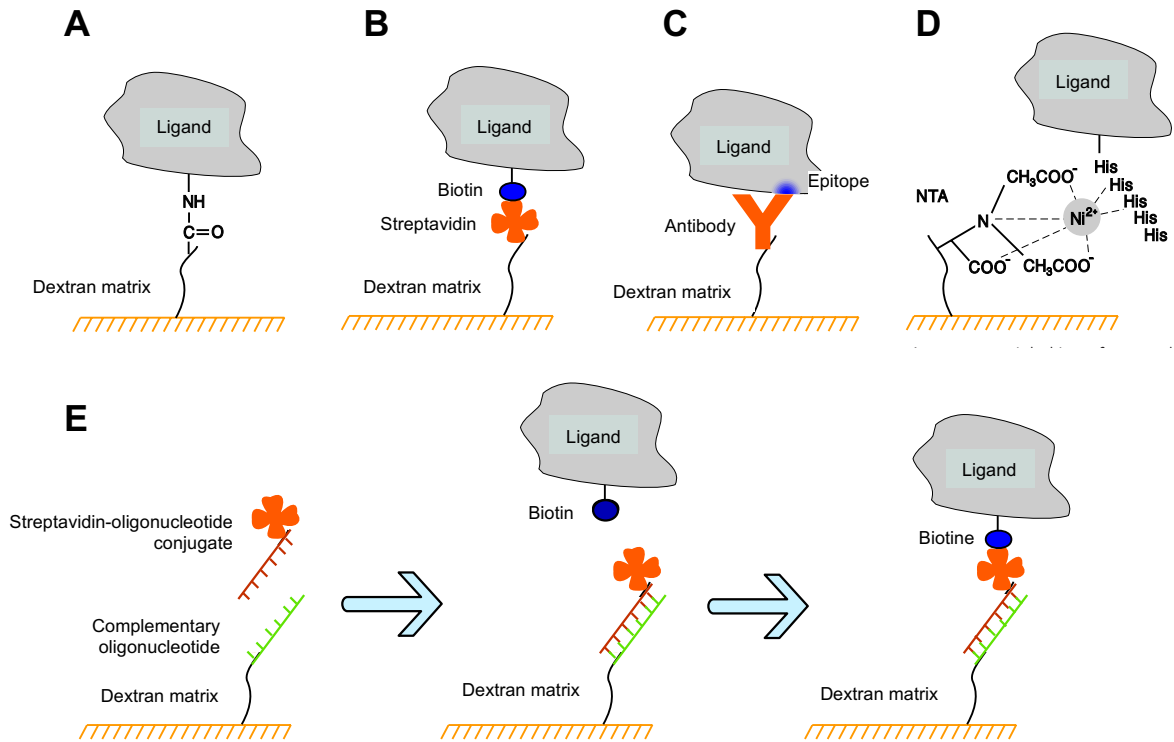 A
Ligand
NH
C=O
Dextran matrix
B
Ligand
Biotin
Streptavidin
Dextran matrix
C
Ligand
Epitope
Antibody
Dextran matrix
D
Ligand
His
His
His
His
His
NTA
CH₃COO⁻
N
Ni²⁺
COO⁻
CH₃COO⁻
E
Streptavidin-oligonucleotide
conjugate
Complementary
oligonucleotide
Dextran matrix
Ligand
Biotin
Dextran matrix
Ligand
Biotine
Dextran matrix